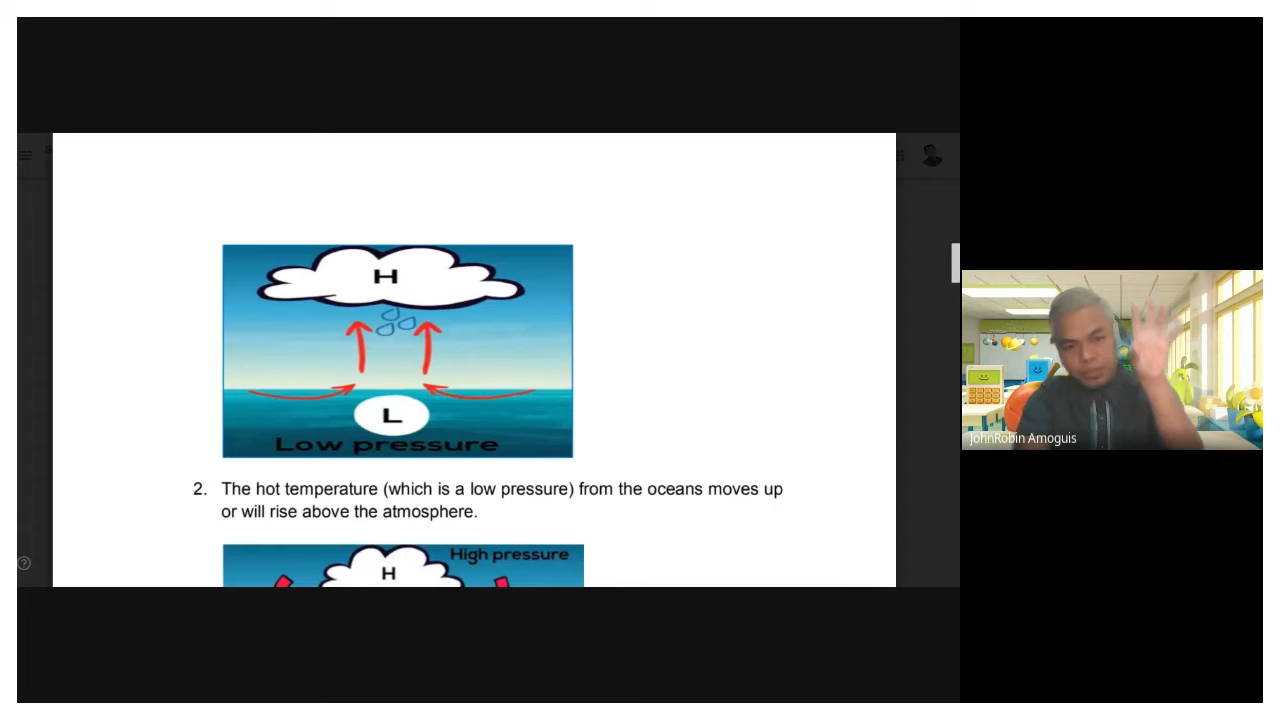 H
L
Low pressure
2. The hot temperature (which is a low pressure) from the oceans moves up
or will rise above the atmosphere.
High pressure
H
JohnRobin Amoguis